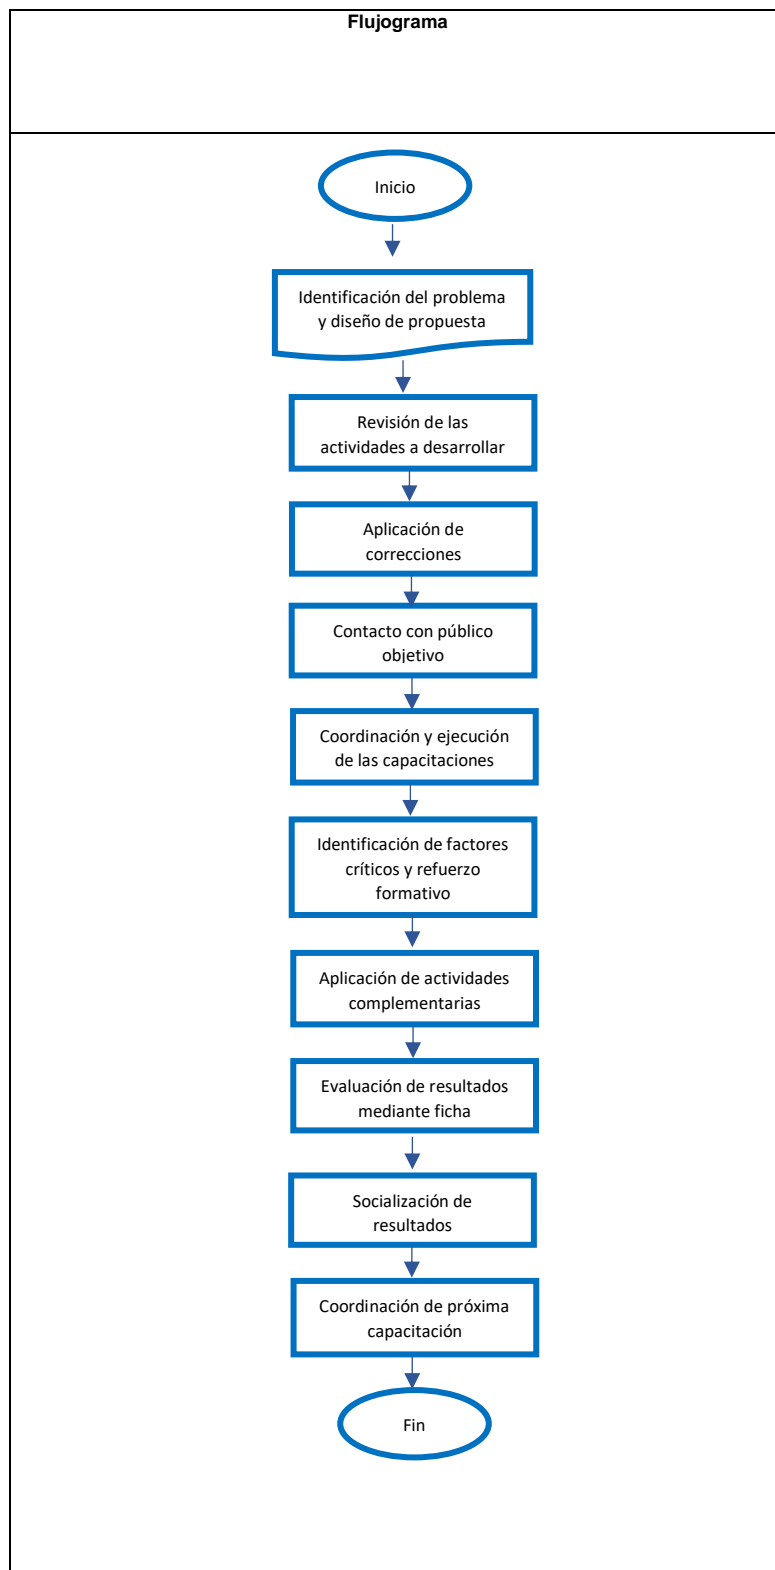 Flujograma
Inicio
Identificación del problema
y diseño de propuesta
Revisión de las
actividades a desarrollar
Aplicación de
correcciones
Contacto con público
objetivo
Coordinación y ejecución
de las capacitaciones
Identificación de factores
críticos y refuerzo
formativo
Aplicación de actividades
complementarias
Evaluación de resultados
mediante ficha
Socialización de
resultados
Coordinación de próxima
capacitación
Fin